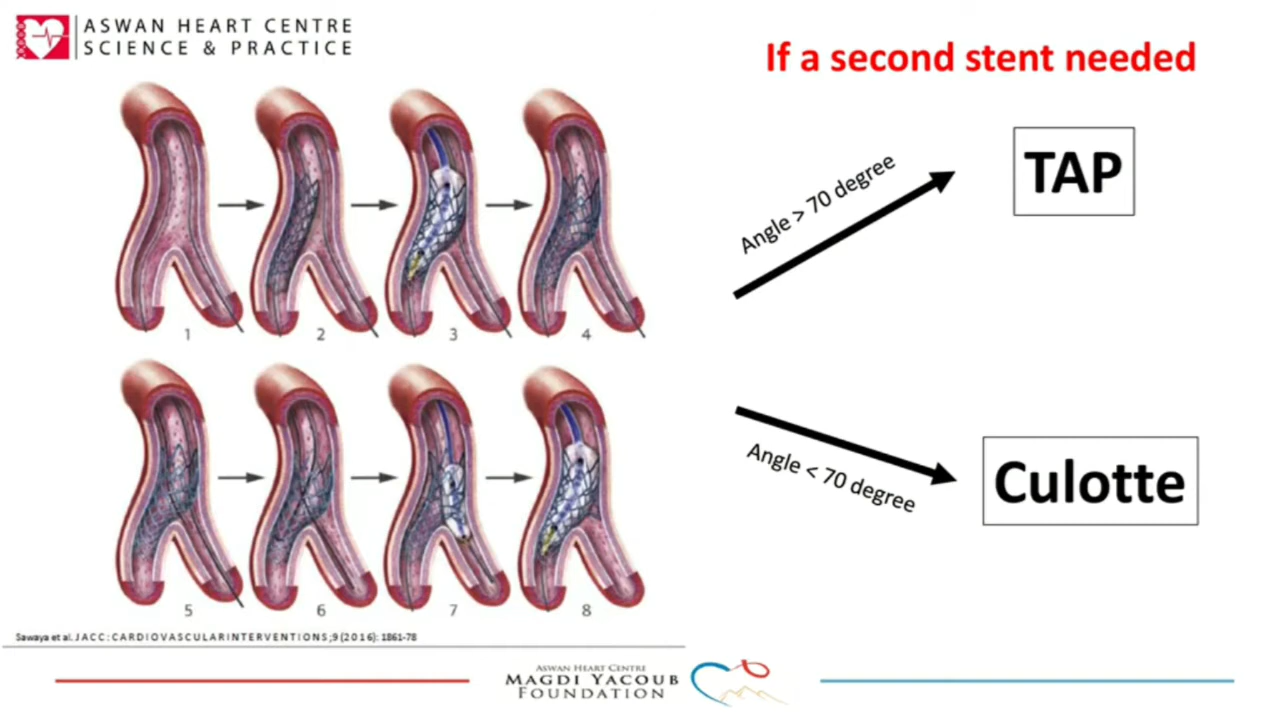 ASWAN HEART CENTRE
SCIENCE & PRACTICE
If a second stent needed
1
2
3
4
5
6
7
8
Angle > 70 degree
TAP
Angle < 70 degree
Culotte
Sawaya et al. JACC: CARDIOVASCULAR INTERVENTIONS ;9 (2016): 1861-78
ASWAN HEART CENTRE
MAGDI YACOUB
FOUNDATION